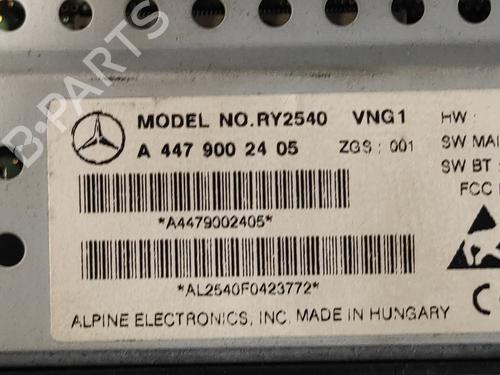 MODEL NO.RY2540 VNG1 HW :
A 447 900 24 05 ZGS : 001 SW MAI
SW BT :
FCC
*A4479002405*
*AL2540F0423772*
ALPINE ELECTRONICS, INC. MADE IN HUNGARY
B-PARTS